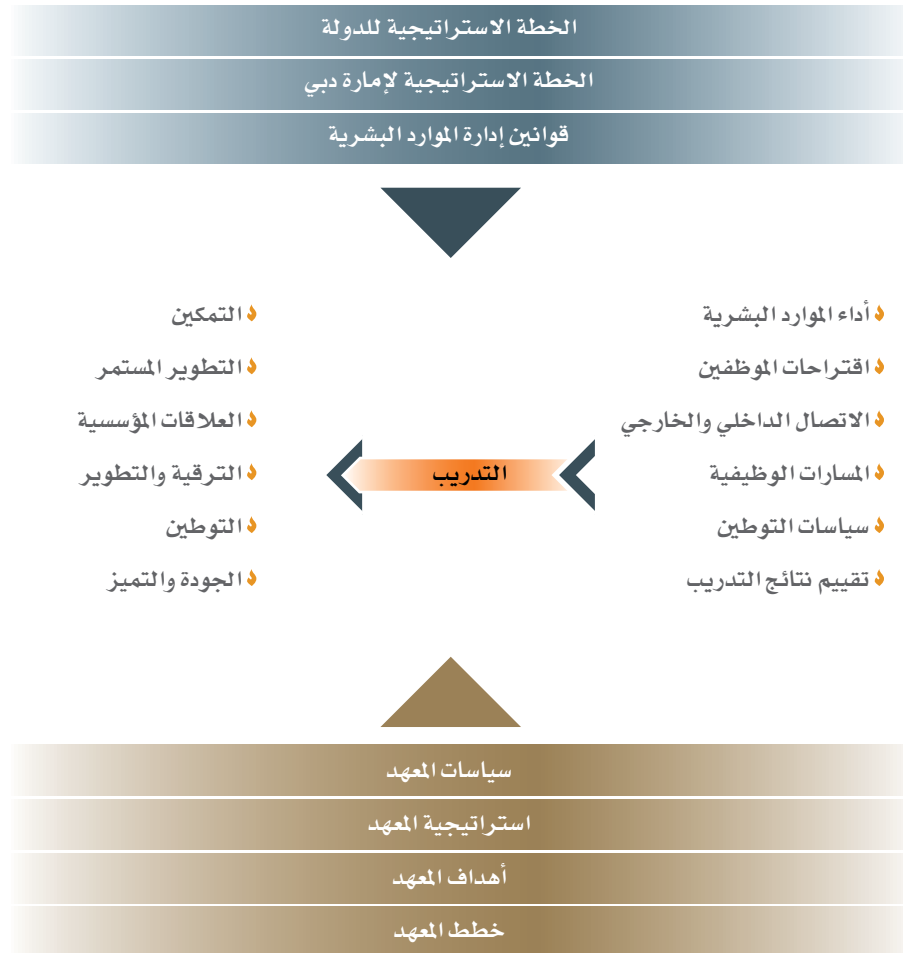 الخطة الاستراتيجية للدولة
الخطة الاستراتيجية لإمارة دبي
قوانين إدارة الموارد البشرية
أداء الموارد البشرية
اقتراحات الموظفين
الاتصال الداخلي والخارجي
المسارات الوظيفية
سياسات التوطين
تقييم نتائج التدريب
التدريب
التمكين
التطوير المستمر
العلاقات المؤسسية
الترقية والتطوير
التوطين
الجودة والتميز
سياسات المعهد
استراتيجية المعهد
أهداف المعهد
خطط المعهد